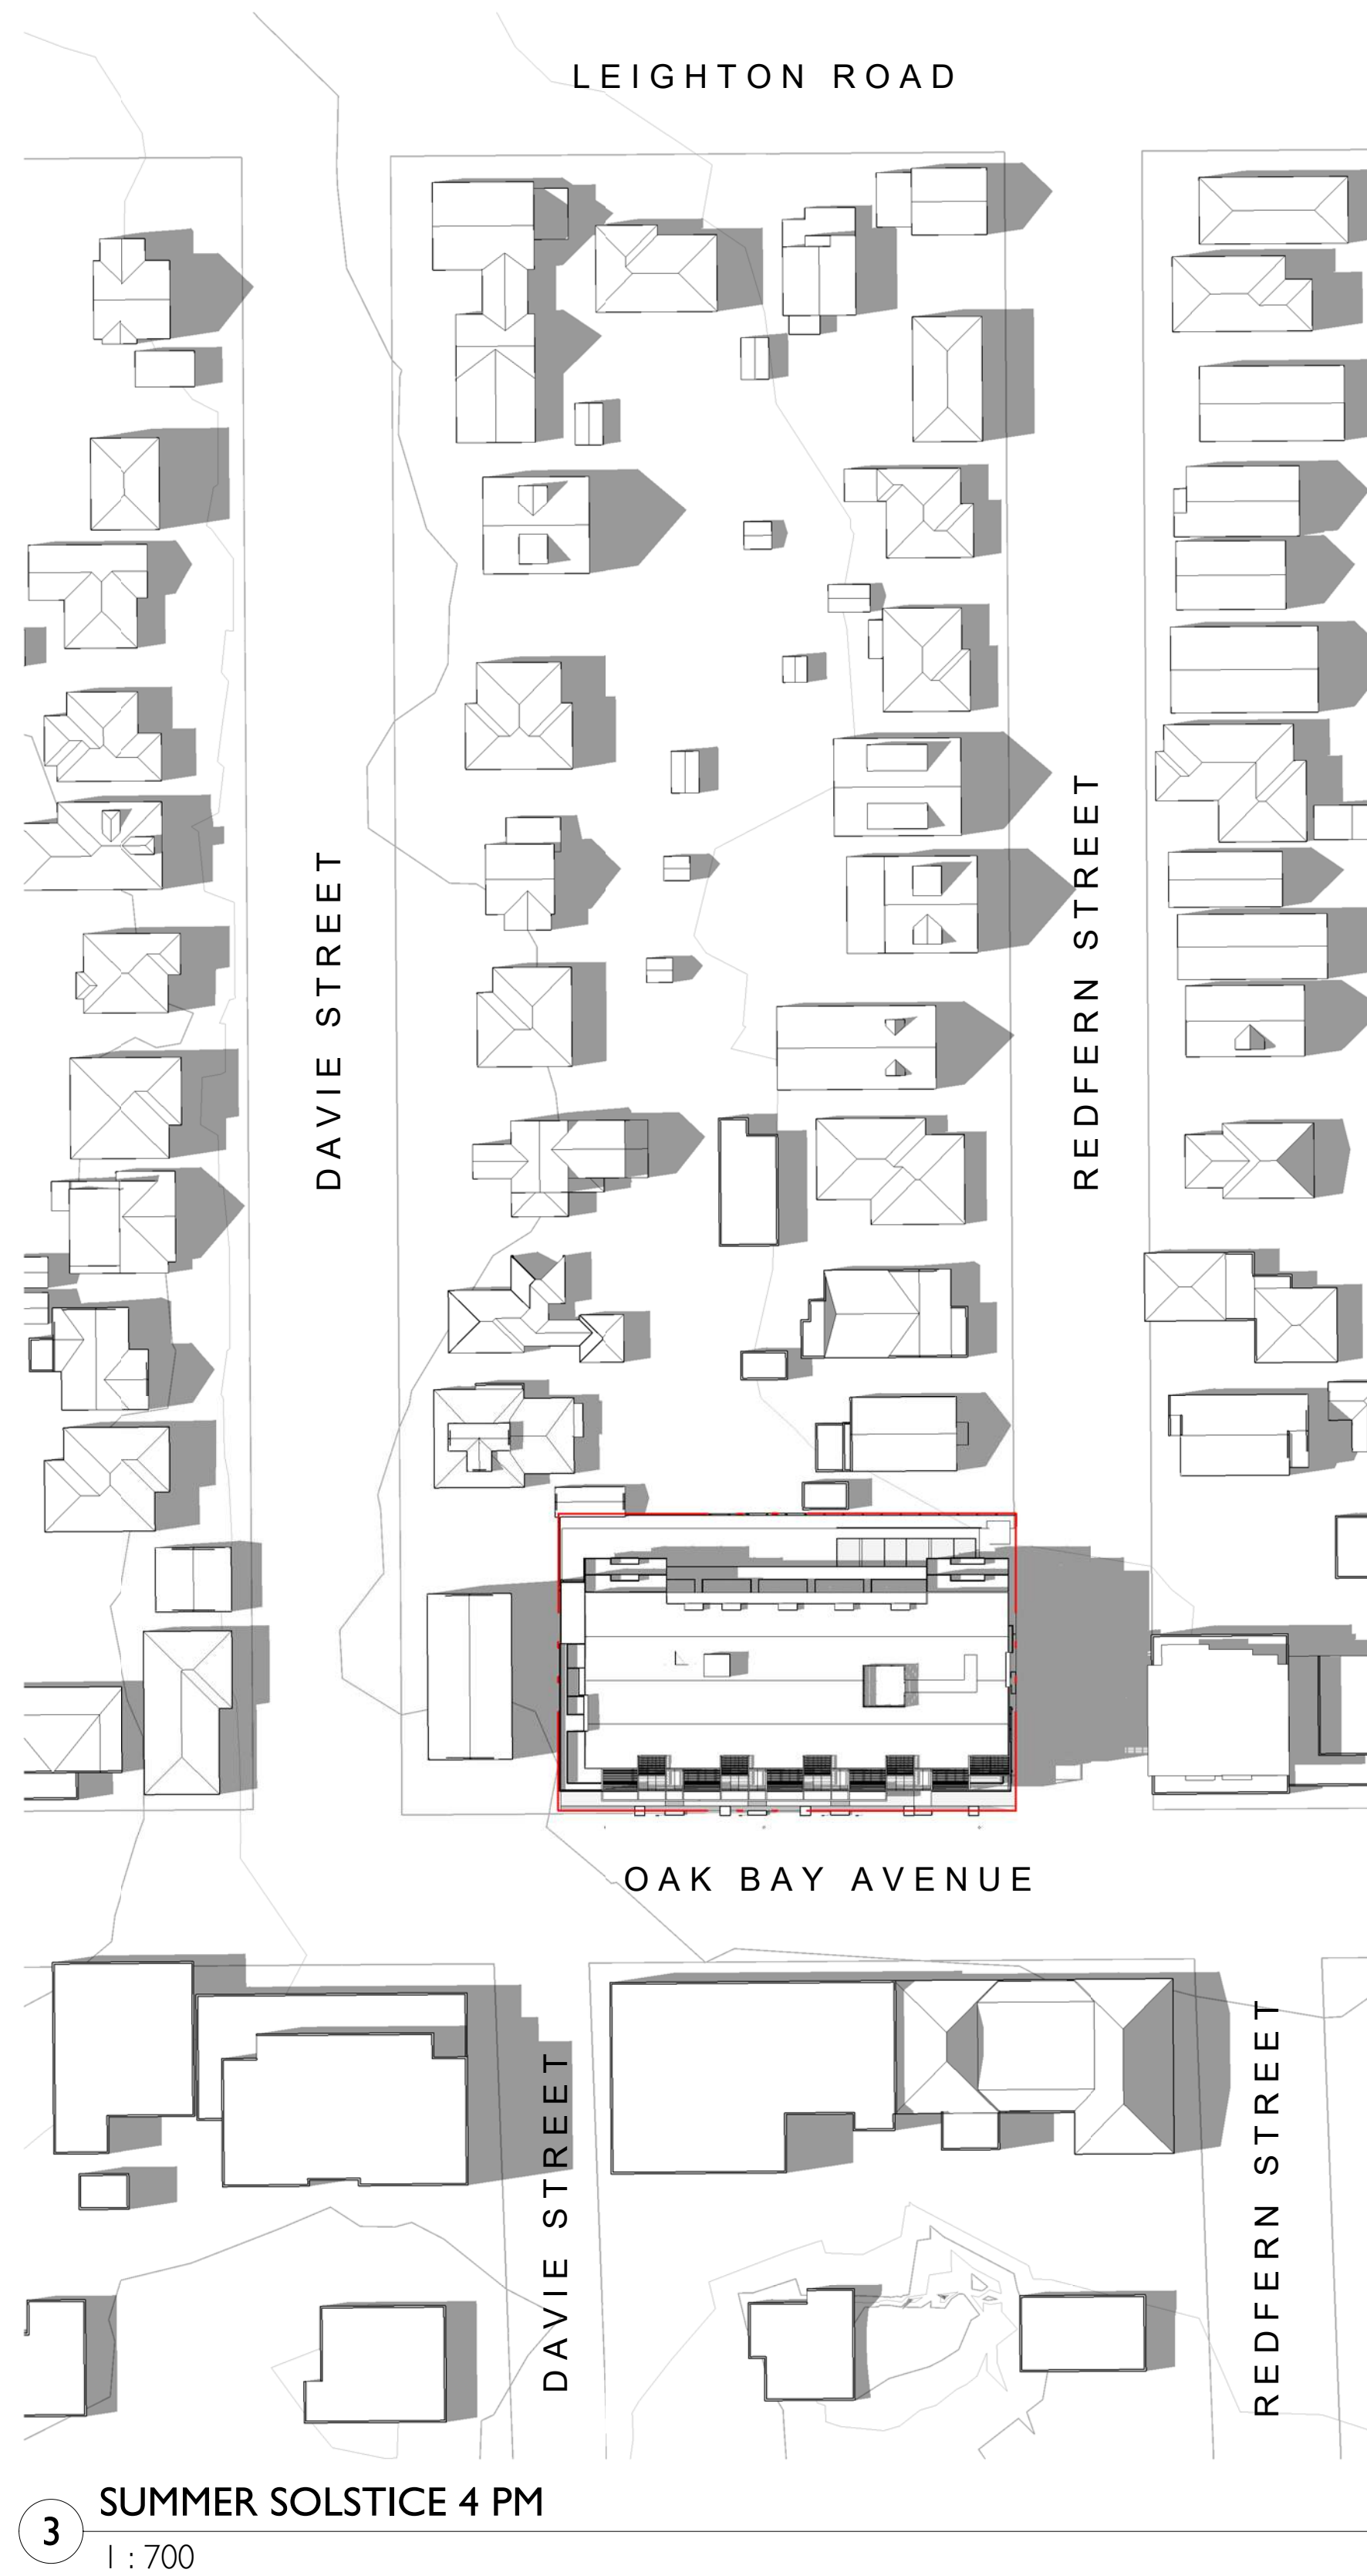 LEIGHTON ROAD
DAVIE STREET
REDFERN STREET
OAK BAY AVENUE
DAVIE STREET
REDFERN STREET
SUMMER SOLSTICE 4 PM
3
1 : 700